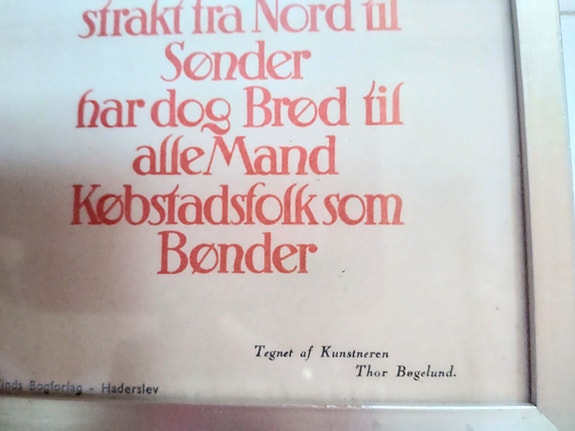 strakt fra Nord til
Sønder
har dog Brød til
alle Mand
Købstadsfolk som
Bønder
Tegnet af Kunstneren
Thor Bøgelund.
Bogforlag - Haderslev